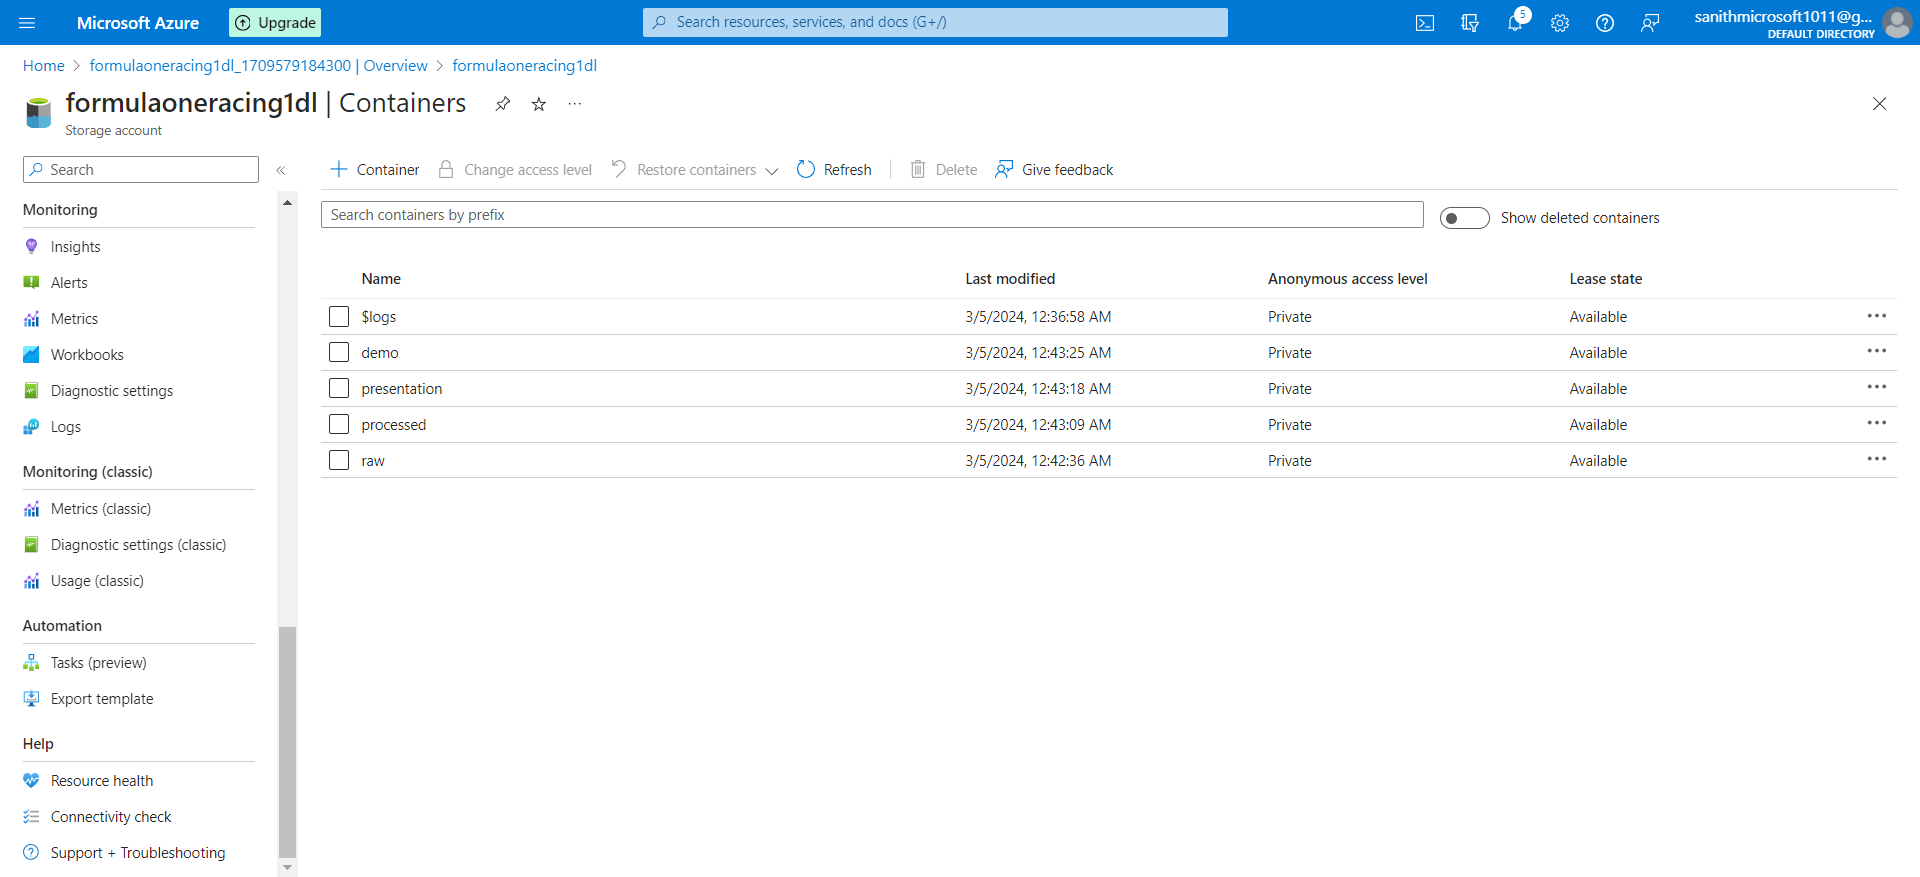 Microsoft Azure
Upgrade
Search resources, services, and docs (G+/)
5
sanithmicrosoft1011@g...
DEFAULT DIRECTORY
Home > formulaoneracing1dl_1709579184300 | Overview > formulaoneracing1dl
formulaoneracing1dl | Containers
Storage account
Search
Monitoring
Insights
Alerts
Metrics
Workbooks
Diagnostic settings
Logs
Monitoring (classic)
Metrics (classic)
Diagnostic settings (classic)
Usage (classic)
Automation
Tasks (preview)
Export template
Help
Resource health
Connectivity check
Support + Troubleshooting
Container Change access level Restore containers Refresh Delete Give feedback
Search containers by prefix
Show deleted containers
Name Last modified Anonymous access level Lease state
$logs 3/5/2024, 12:36:58 AM Private Available
demo 3/5/2024, 12:43:25 AM Private Available
presentation 3/5/2024, 12:43:18 AM Private Available
processed 3/5/2024, 12:43:09 AM Private Available
raw 3/5/2024, 12:42:36 AM Private Available